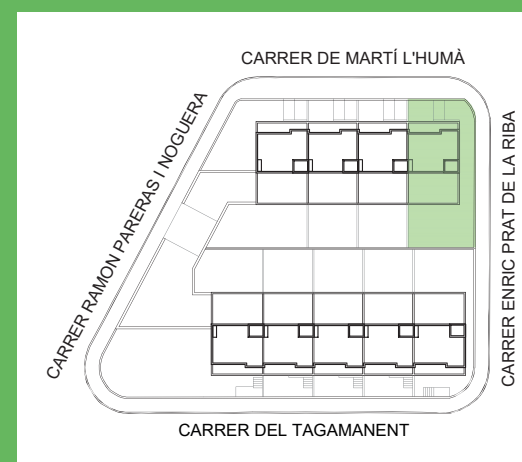 CARRER DE MARTÍ L'HUMÀ
CARRER RAMON PARERAS I NOGUERA
CARRER ENRIC PRAT DE LA RIBA
CARRER DEL TAGAMANENT